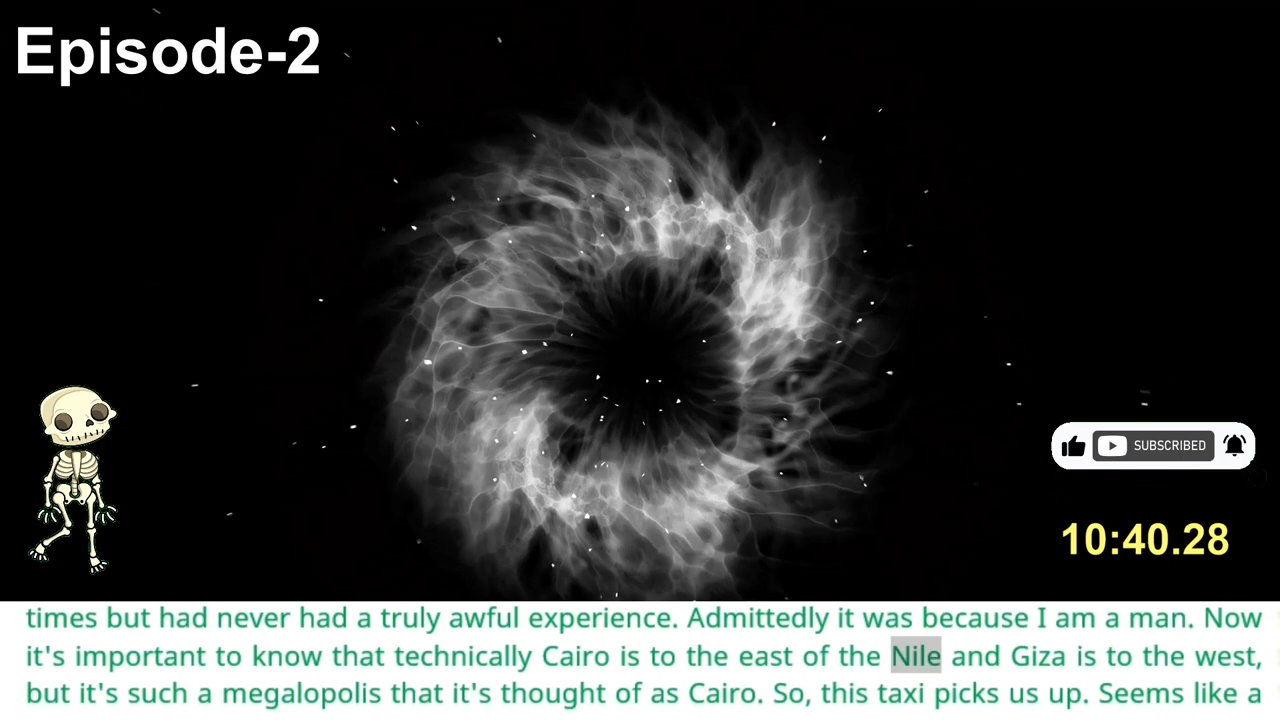 Episode-2
SUBSCRIBED
10:40.28
times but had never had a truly awful experience. Admittedly it was because I am a man. Now
it's important to know that technically Cairo is to the east of the Nile and Giza is to the west,
but it's such a megalopolis that it's thought of as Cairo. So, this taxi picks us up. Seems like a